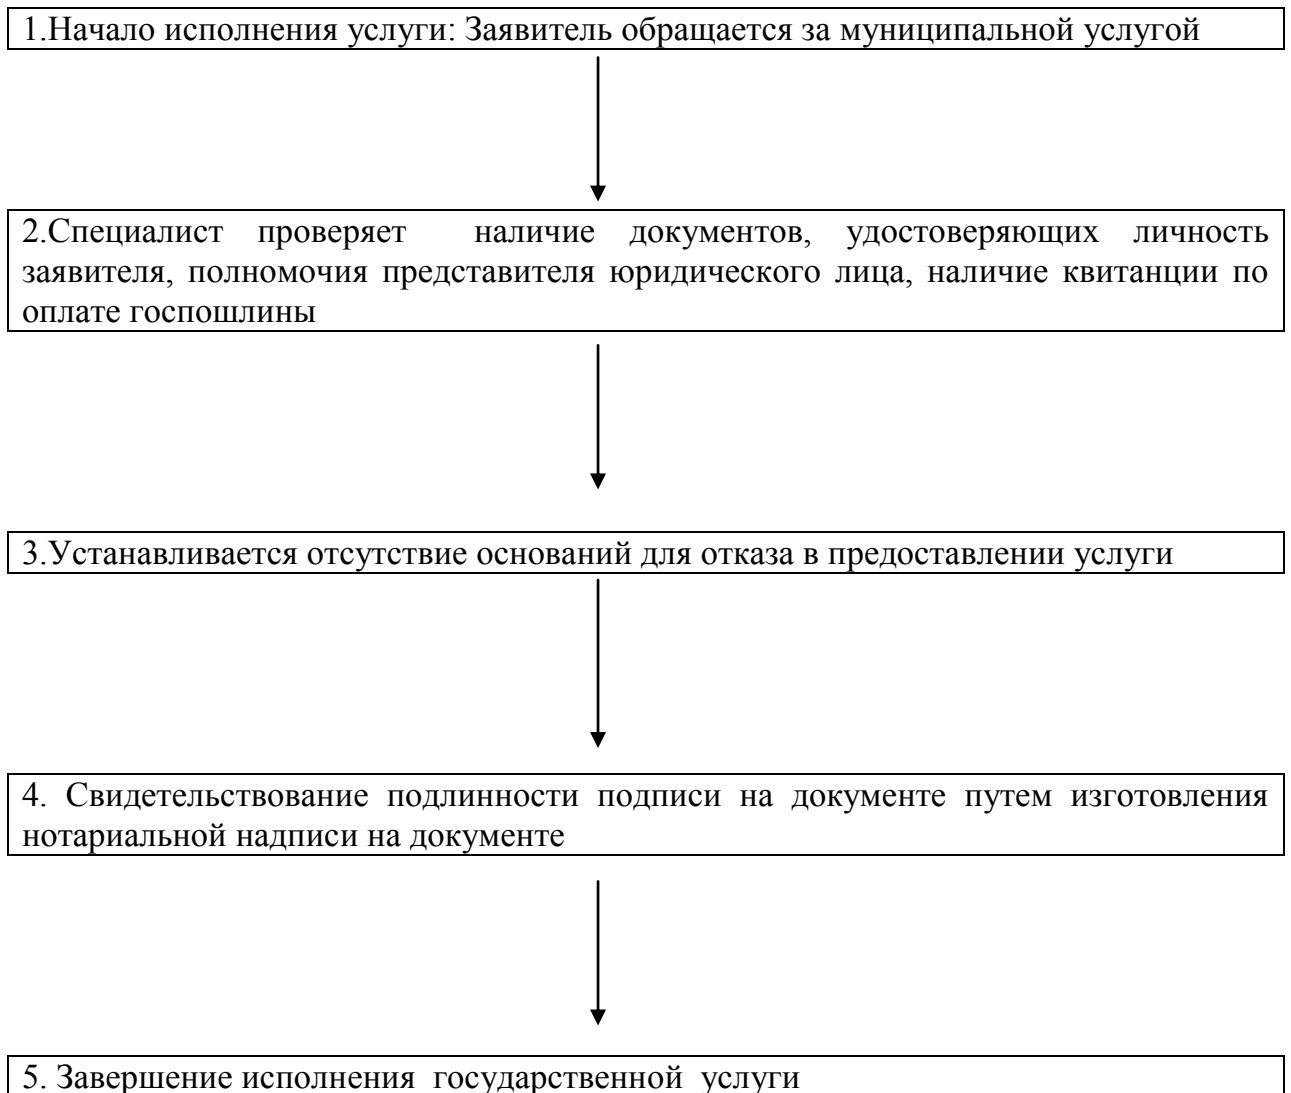 1.Начало исполнения услуги: Заявитель обращается за муниципальной услугой
2.Специалист проверяет наличие документов, удостоверяющих личность
заявителя, полномочия представителя юридического лица, наличие квитанции по
оплате госпошлины
3.Устанавливается отсутствие оснований для отказа в предоставлении услуги
4. Свидетельствование подлинности подписи на документе путем изготовления
нотариальной надписи на документе
5. Завершение исполнения государственной услуги